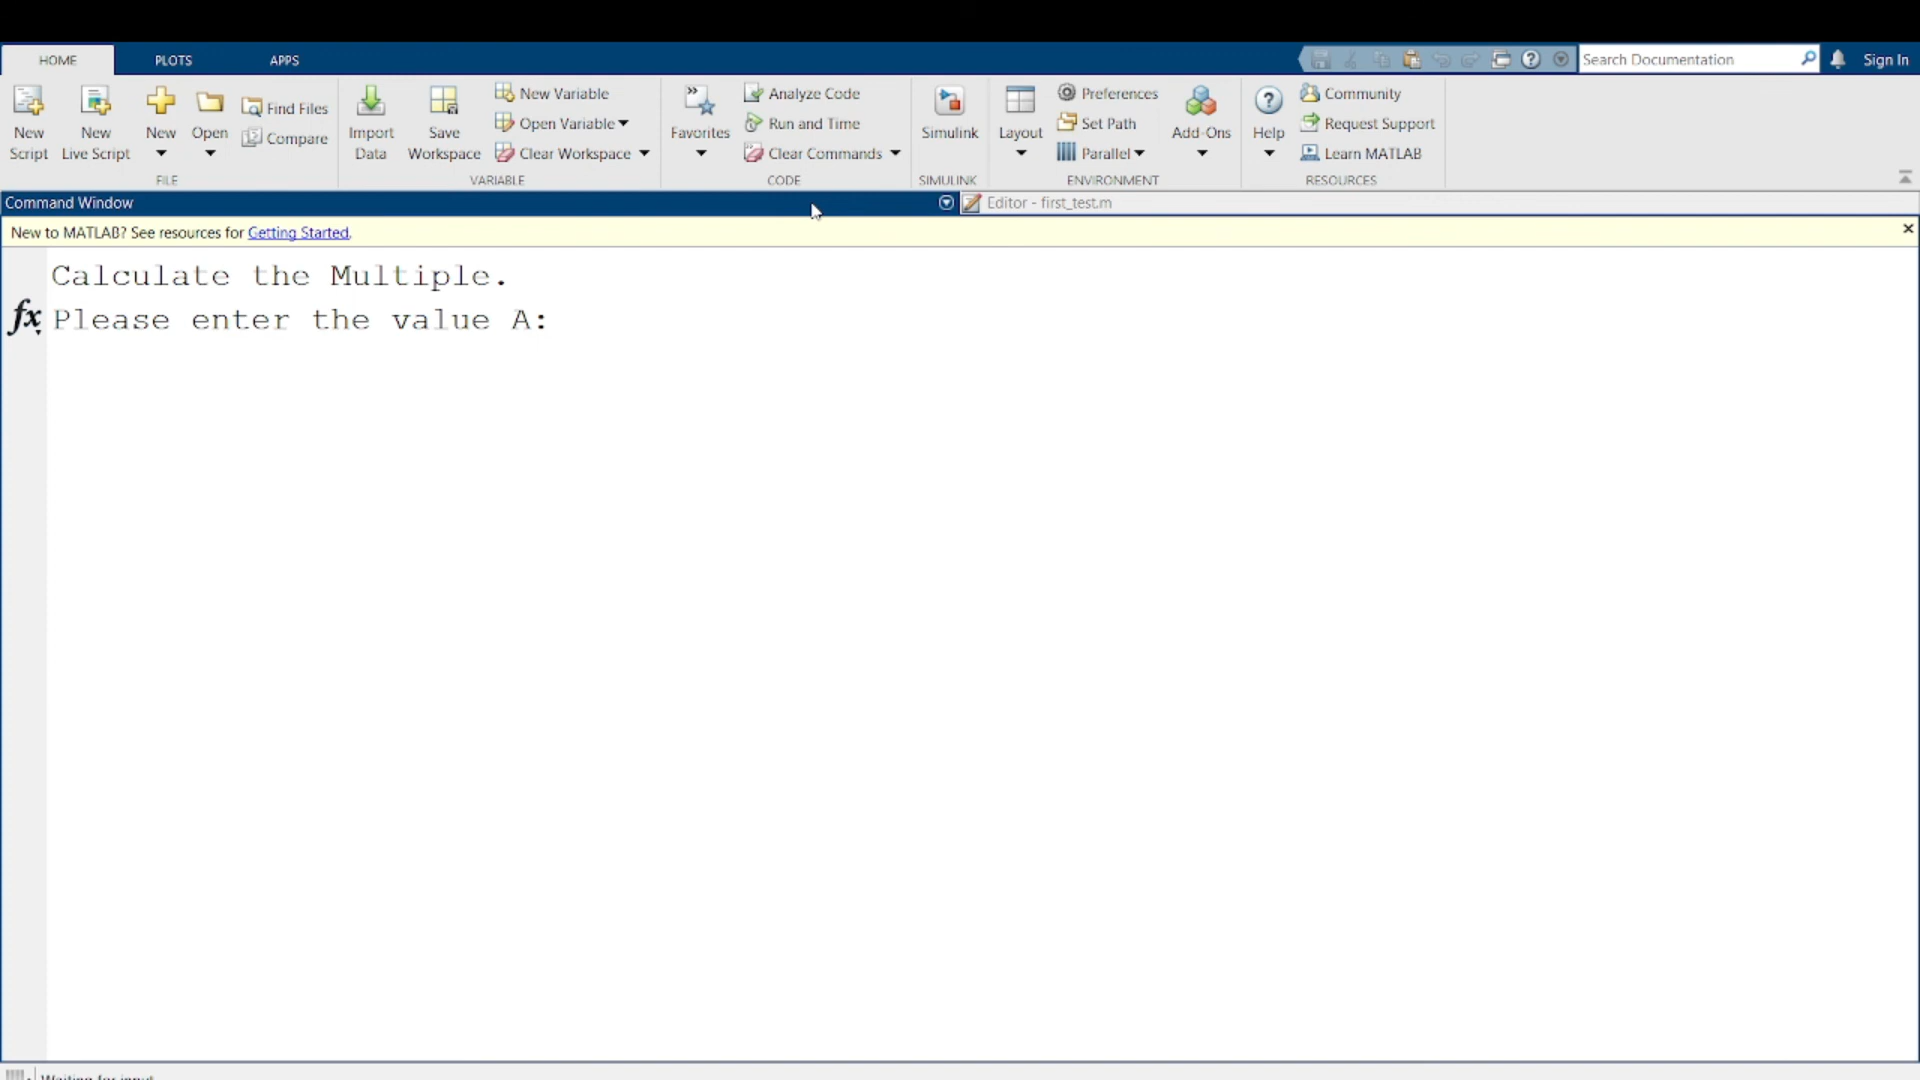 HOME PLOTS APPS Search Documentation Sign In
New Script
New Live Script
New
Open
Find Files
Compare
FILE
Import Data
Save Workspace
New Variable
Open Variable
Clear Workspace
VARIABLE
Favorites
Analyze Code
Run and Time
Clear Commands
CODE
Simulink
SIMULINK
Layout
Preferences
Set Path
Parallel
Add-Ons
ENVIRONMENT
Help
Community
Request Support
Learn MATLAB
RESOURCES
Command Window
Editor - first_test.m
New to MATLAB? See resources for Getting Started.
Calculate the Multiple.
fx Please enter the value A:
Waiting for input